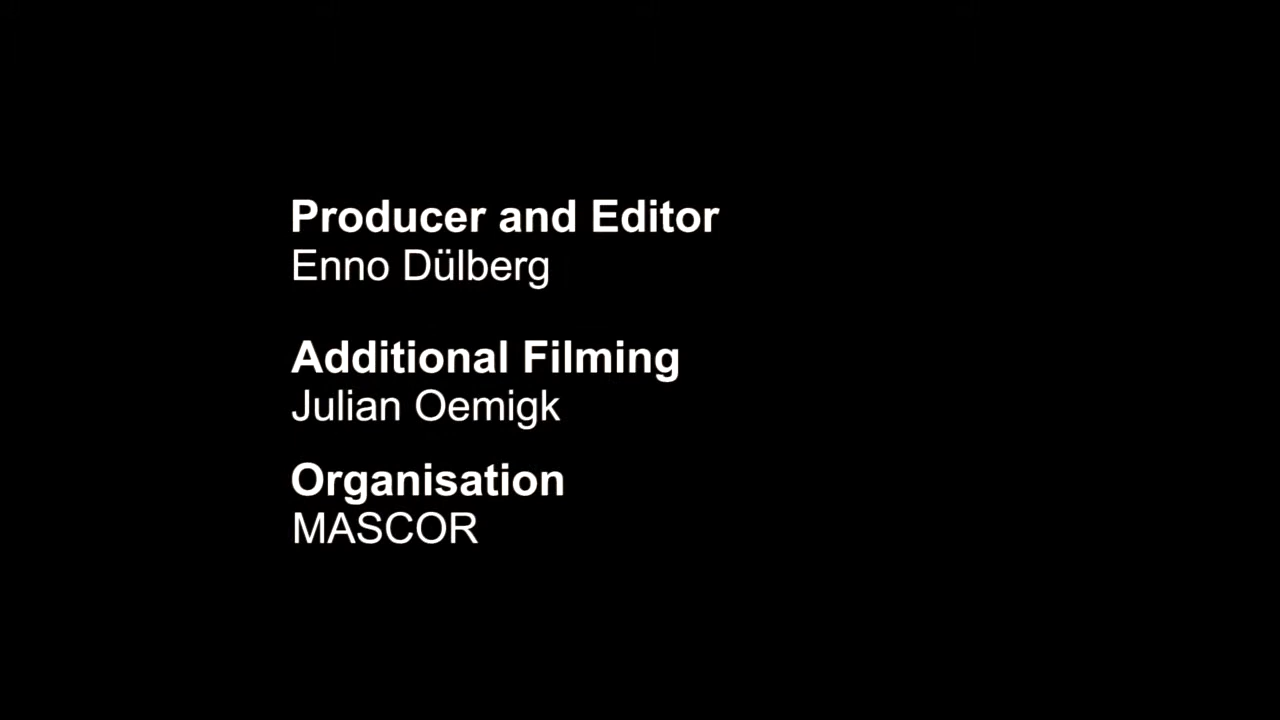 Producer and Editor
Enno Dülberg
Additional Filming
Julian Oemigk
Organisation
MASCOR